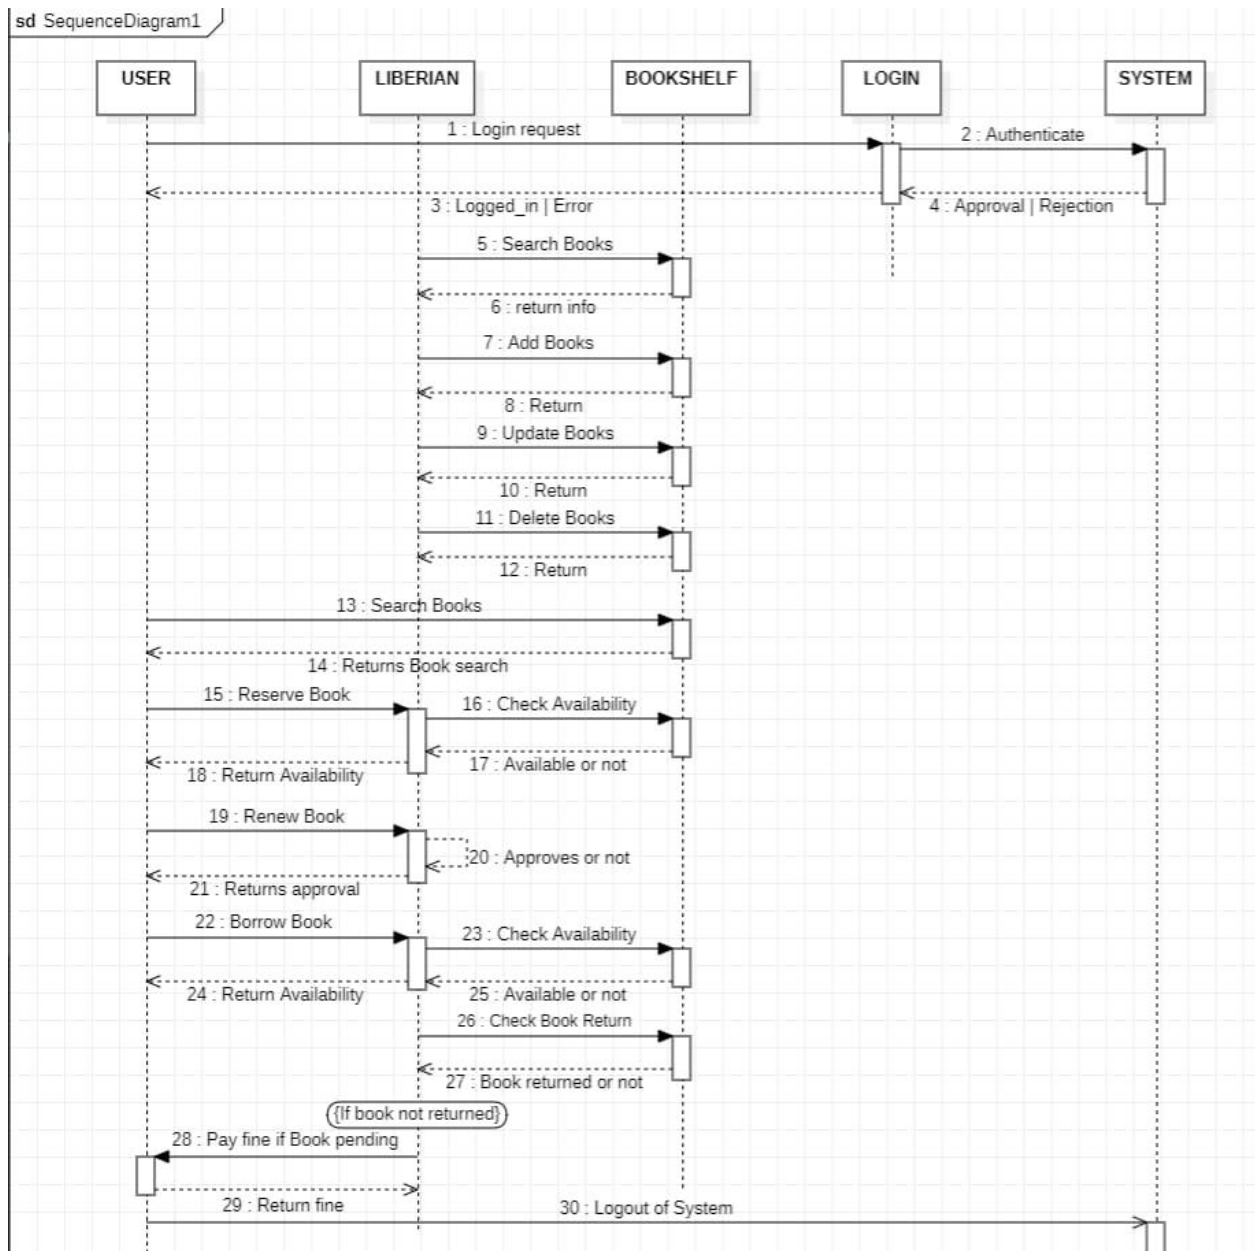 sd SequenceDiagram1
USER
LIBERIAN
BOOKSHELF
LOGIN
SYSTEM
1 : Login request
2 : Authenticate
3 : Logged_in | Error
4 : Approval | Rejection
5 : Search Books
6 : return info
7 : Add Books
8 : Return
9 : Update Books
10 : Return
11 : Delete Books
12 : Return
13 : Search Books
14 : Returns Book search
15 : Reserve Book
16 : Check Availability
17 : Available or not
18 : Return Availability
19 : Renew Book
20 : Approves or not
21 : Returns approval
22 : Borrow Book
23 : Check Availability
24 : Return Availability
25 : Available or not
26 : Check Book Return
27 : Book returned or not
{If book not returned}
28 : Pay fine if Book pending
29 : Return fine
30 : Logout of System